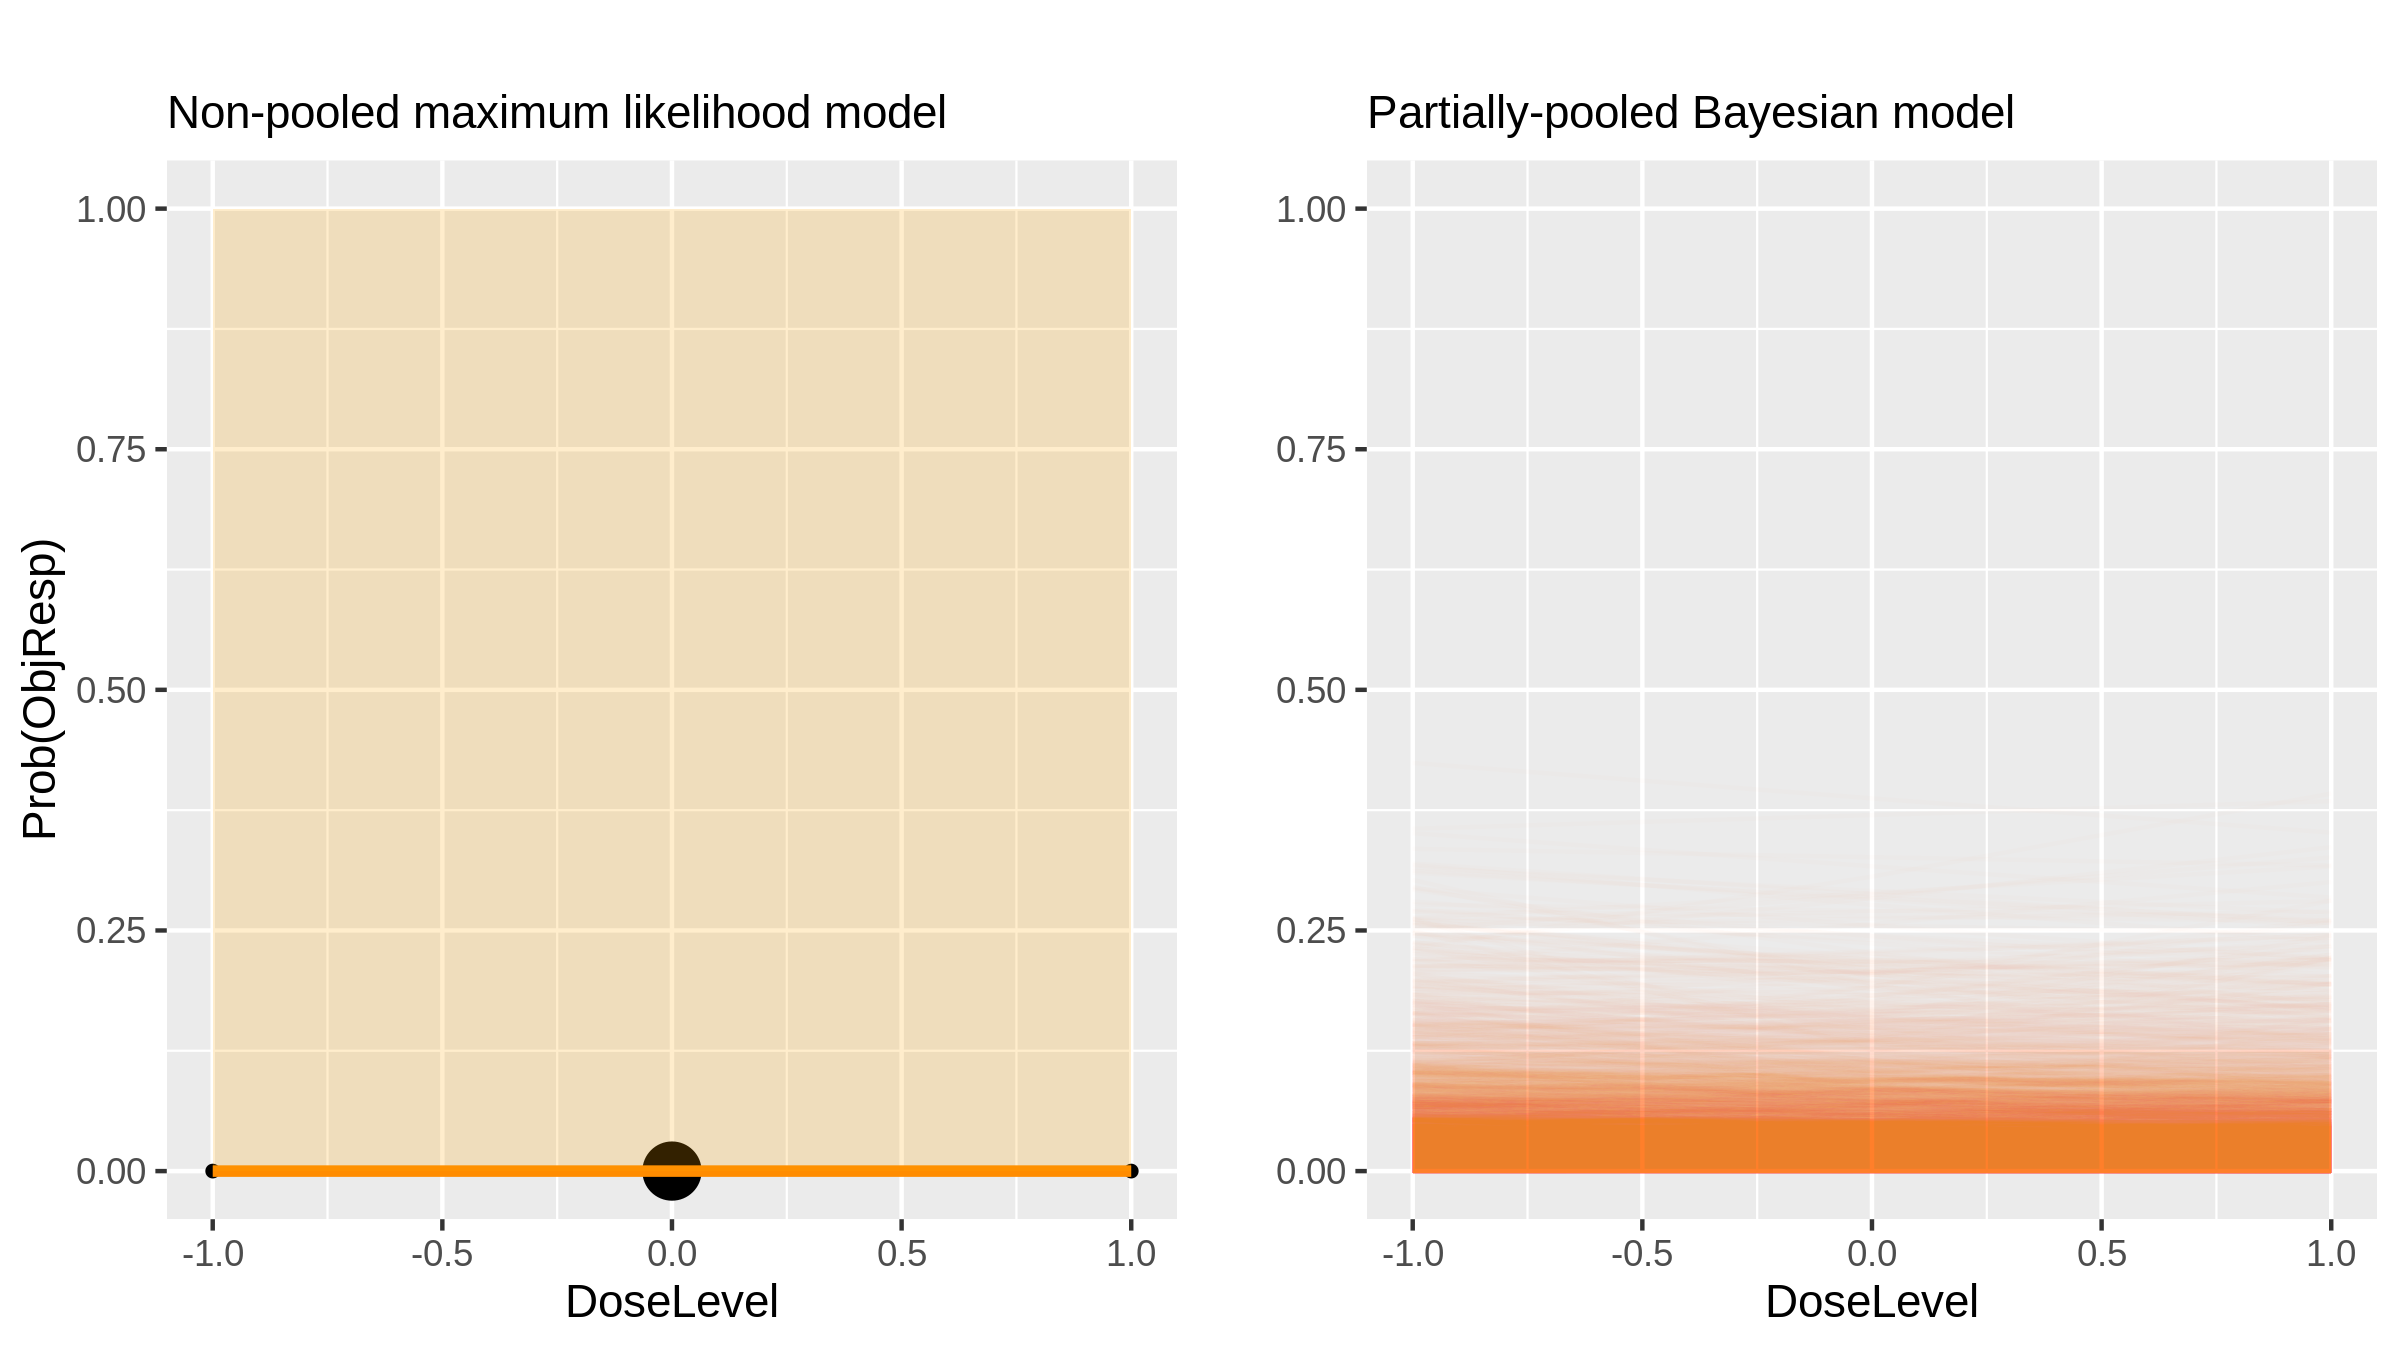 Non-pooled maximum likelihood model
Prob(ObjResp)
1.00
0.75
0.50
0.25
0.00
-1.0 -0.5 0.0 0.5 1.0
DoseLevel
Partially-pooled Bayesian model
1.00
0.75
0.50
0.25
0.00
-1.0 -0.5 0.0 0.5 1.0
DoseLevel